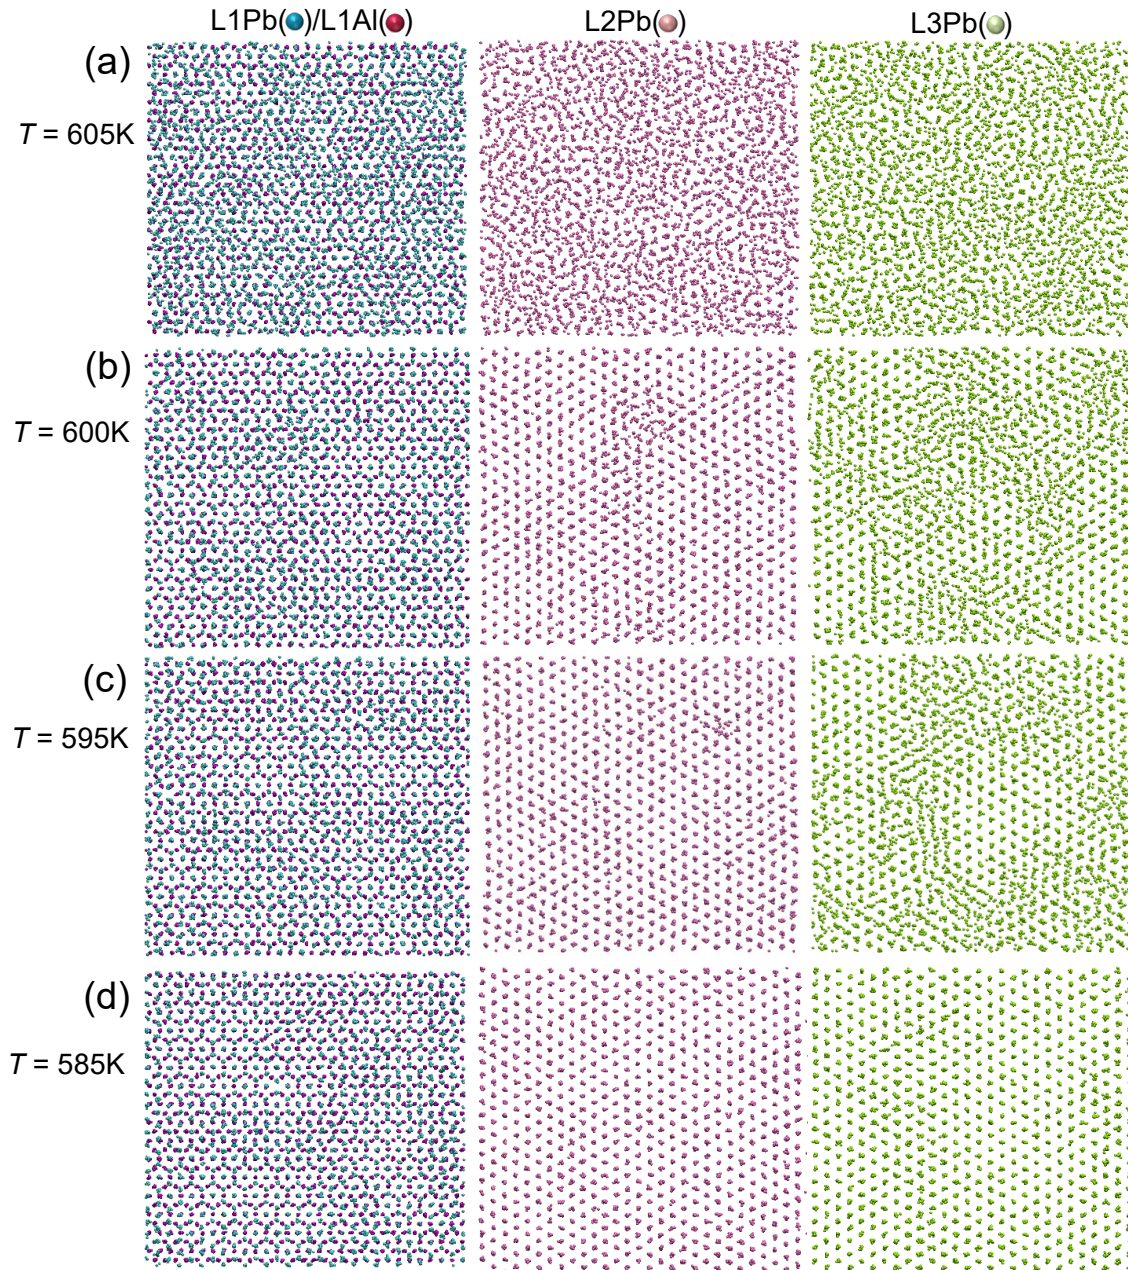 L1Pb()/L1Al() L2Pb() L3Pb()
(a)
T = 605K
(b)
T = 600K
(c)
T = 595K
(d)
T = 585K